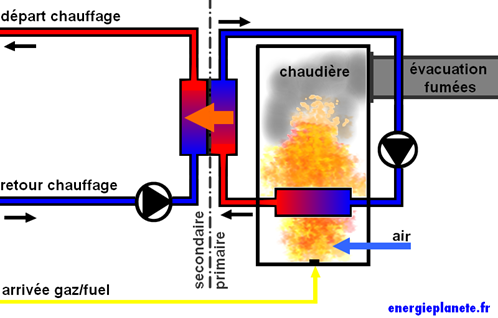 départ chauffage
chaudière
évacuation
fumées
retour chauffage
secondaire
primaire
air
arrivée gaz/fuel
energieplanete.fr